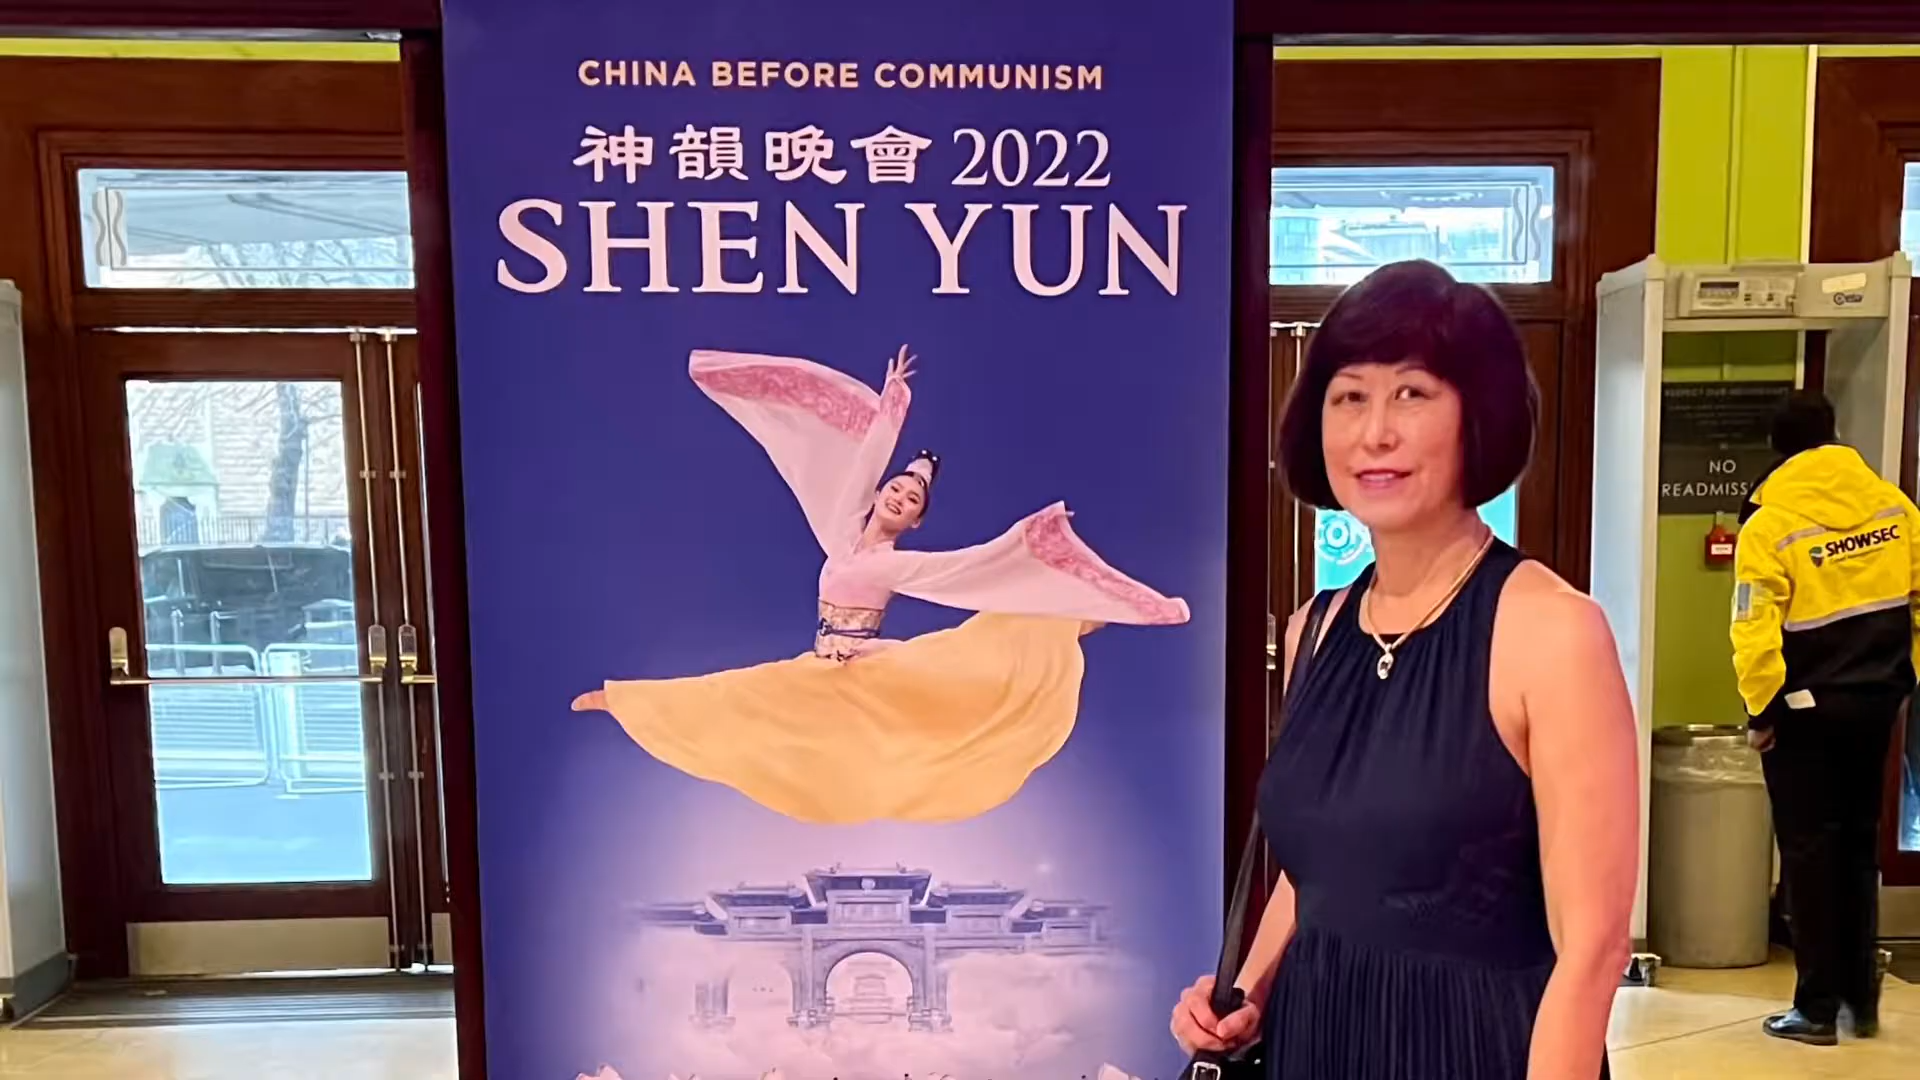 CHINA BEFORE COMMUNISM
神韻晚會 2022
SHEN YUN
NO
READMISS
SHOWSEC